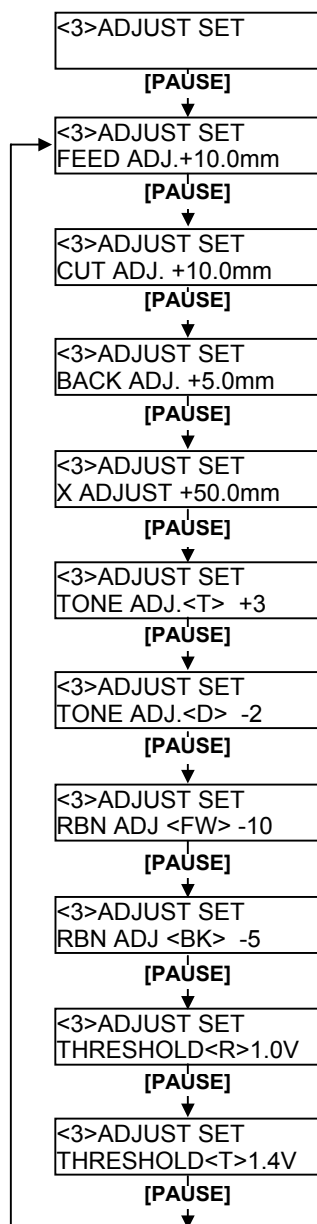 <3>ADJUST SET
[PAUSE]
<3>ADJUST SET
FEED ADJ.+10.0mm
[PAUSE]
<3>ADJUST SET
CUT ADJ. +10.0mm
[PAUSE]
<3>ADJUST SET
BACK ADJ. +5.0mm
[PAUSE]
<3>ADJUST SET
X ADJUST +50.0mm
[PAUSE]
<3>ADJUST SET
TONE ADJ.<T> +3
[PAUSE]
<3>ADJUST SET
TONE ADJ.<D> -2
[PAUSE]
<3>ADJUST SET
RBN ADJ <FW> -10
[PAUSE]
<3>ADJUST SET
RBN ADJ <BK> -5
[PAUSE]
<3>ADJUST SET
THRESHOLD<R>1.0V
[PAUSE]
<3>ADJUST SET
THRESHOLD<T>1.4V
[PAUSE]